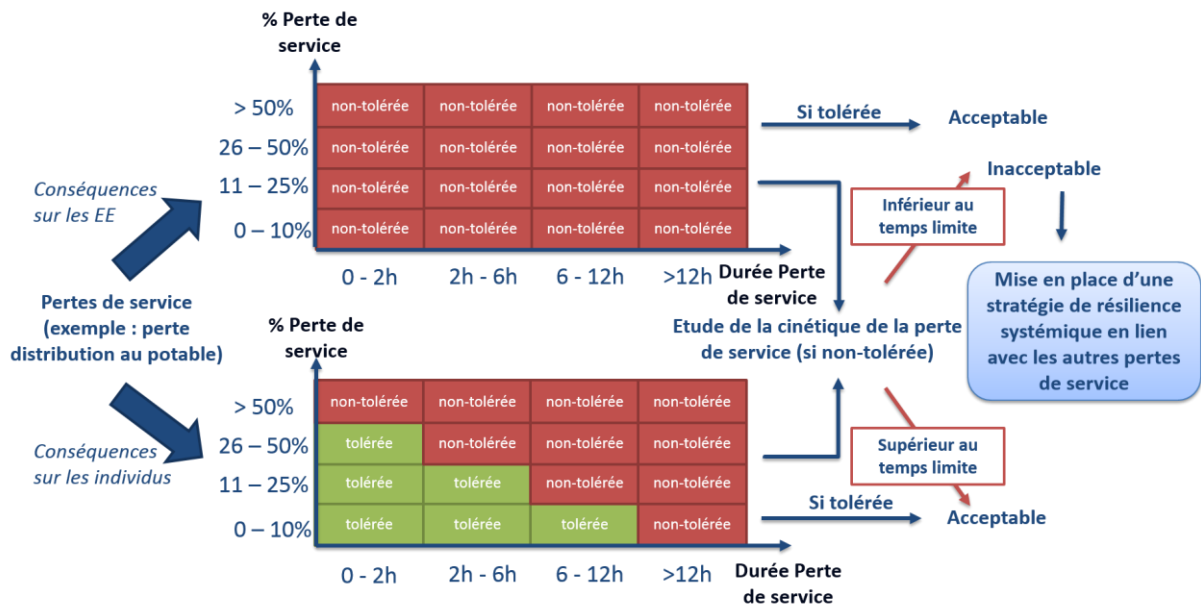 % Perte de
service
> 50%
non-tolérée non-tolérée non-tolérée non-tolérée
26 – 50%
non-tolérée non-tolérée non-tolérée non-tolérée
11 – 25%
non-tolérée non-tolérée non-tolérée non-tolérée
0 – 10%
non-tolérée non-tolérée non-tolérée non-tolérée
0 - 2h 2h - 6h 6 - 12h >12h
Durée Perte
de service
Si tolérée
Acceptable
Inacceptable
Inférieur au
temps limite
Conséquences
sur les EE
Pertes de service
(exemple : perte
distribution au potable)
Conséquences
sur les individus
Etude de la cinétique de la perte
de service (si non-tolérée)
Mise en place d’une
stratégie de résilience
systémique en lien
avec les autres pertes
de service
% Perte de
service
> 50%
non-tolérée non-tolérée non-tolérée non-tolérée
26 – 50%
tolérée non-tolérée non-tolérée non-tolérée
11 – 25%
tolérée tolérée non-tolérée non-tolérée
0 – 10%
tolérée tolérée tolérée non-tolérée
0 - 2h 2h - 6h 6 - 12h >12h
Durée Perte
de service
Supérieur au
temps limite
Si tolérée
Acceptable